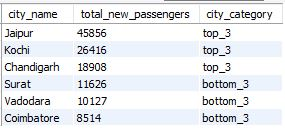 city_name total_new_passengers city_category
Jaipur 45856 top_3
Kochi 26416 top_3
Chandigarh 18908 top_3
Surat 11626 bottom_3
Vadodara 10127 bottom_3
Coimbatore 8514 bottom_3